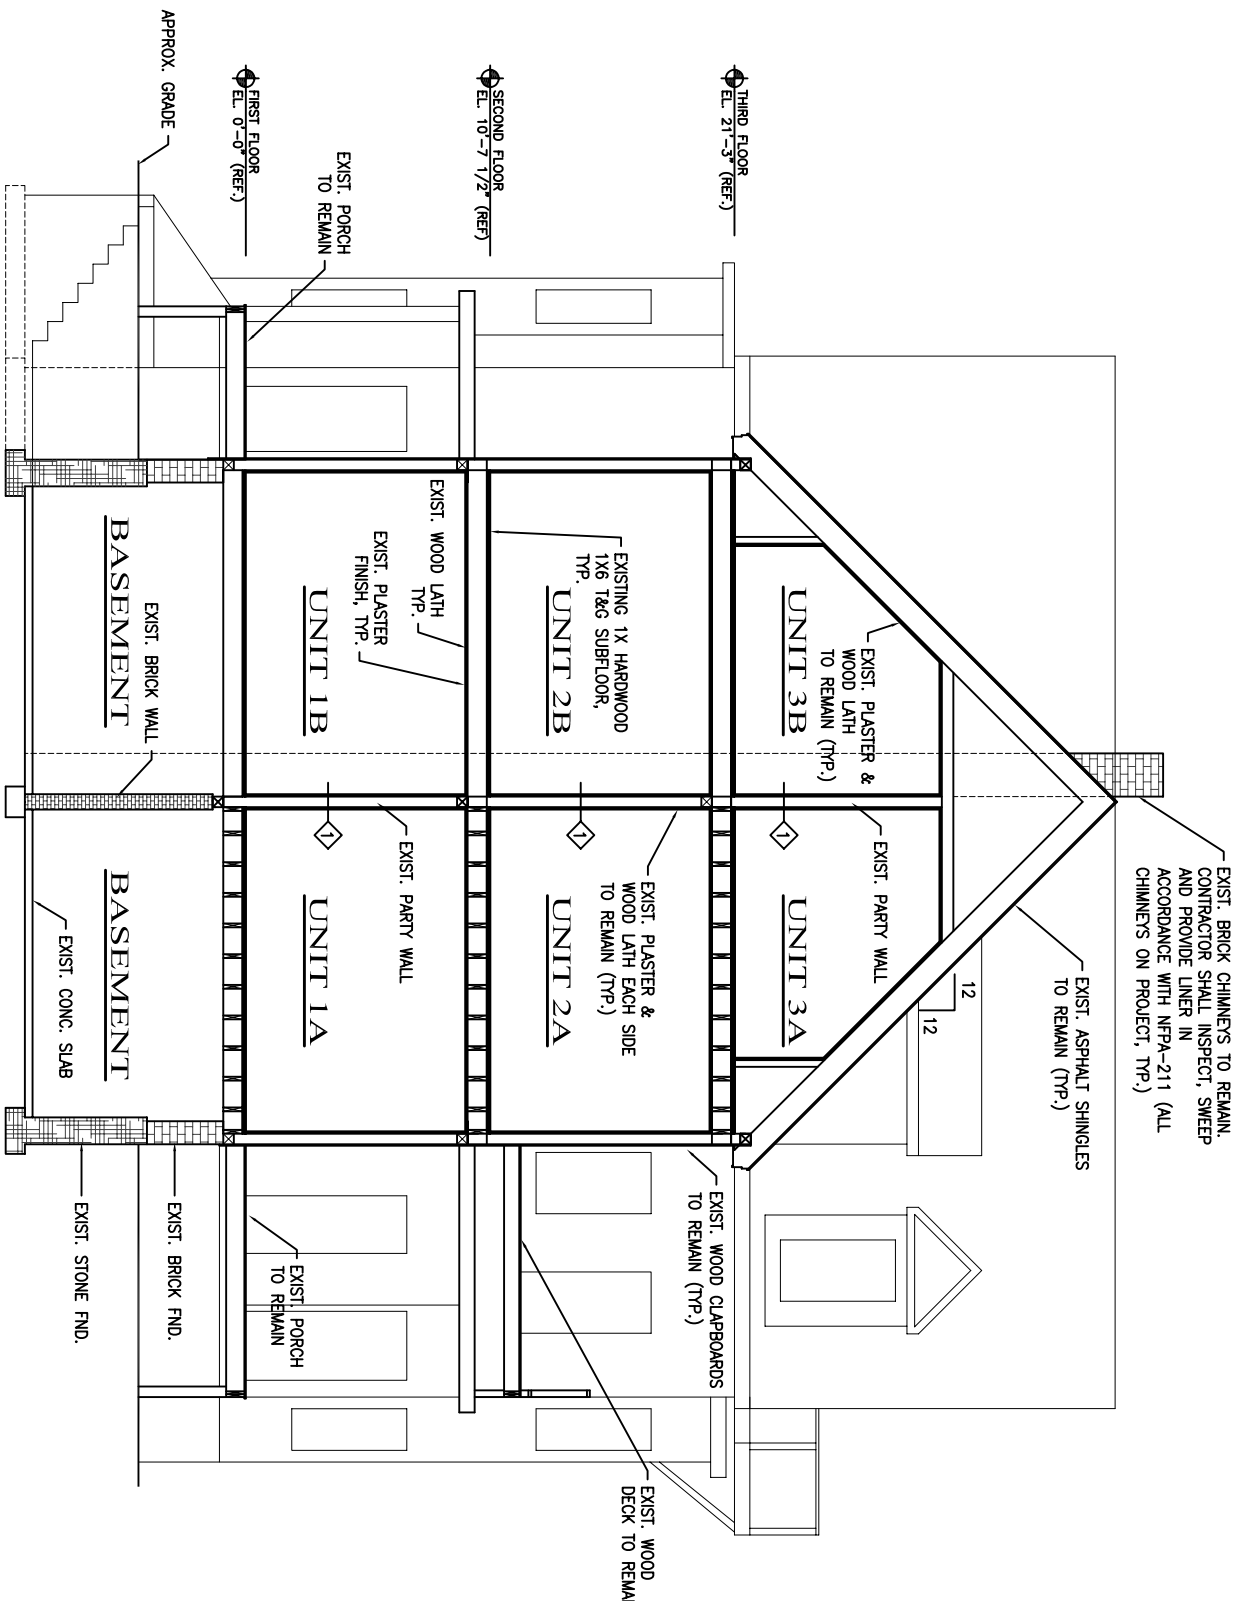 EXIST. BRICK CHIMNEYS TO REMAIN.
CONTRACTOR SHALL INSPECT, SWEEP
AND PROVIDE LINER IN
ACCORDANCE WITH NFPA-211 (ALL
CHIMNEYS ON PROJECT, TYP.)
EXIST. ASPHALT SHINGLES
TO REMAIN (TYP.)
12
12
THIRD FLOOR
EL. 21'-3" (REF.)
EXIST. PLASTER &
WOOD LATH
TO REMAIN (TYP.)
EXIST. PARTY WALL
UNIT 3B
1
UNIT 3A
EXIST. WOOD CLAPBOARDS
TO REMAIN (TYP.)
SECOND FLOOR
EL. 10'-7 1/2" (REF)
EXISTING 1X HARDWOOD
1X6 T&G SUBFLOOR,
TYP.
UNIT 2B
1
EXIST. PLASTER &
WOOD LATH EACH SIDE
TO REMAIN (TYP.)
UNIT 2A
EXIST. WOOD
DECK TO REMAI
EXIST. WOOD LATH
TYP.
EXIST. PLASTER
FINISH, TYP.
EXIST. PARTY WALL
EXIST. PORCH
TO REMAIN
UNIT 1B
1
UNIT 1A
EXIST. PORCH
TO REMAIN
FIRST FLOOR
EL. 0'-0" (REF.)
APPROX. GRADE
EXIST. BRICK WALL
BASEMENT
BASEMENT
EXIST. BRICK FND.
EXIST. CONC. SLAB
EXIST. STONE FND.